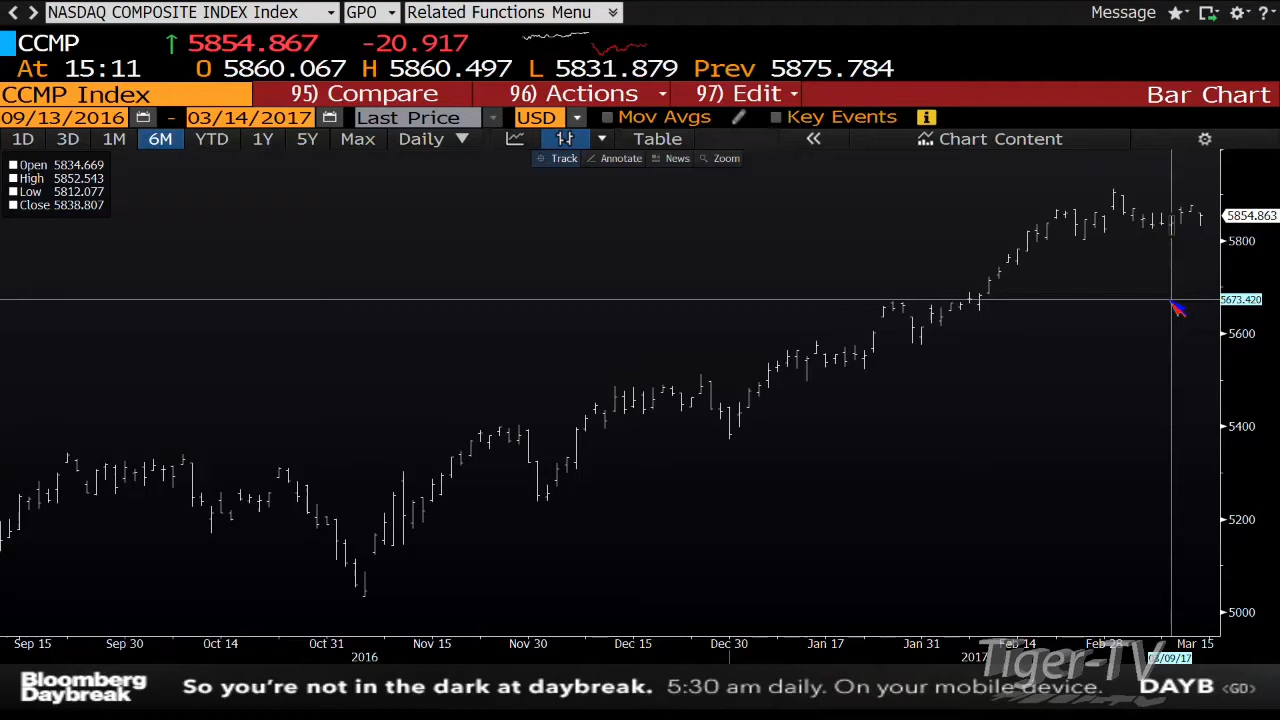 NASDAQ COMPOSITE INDEX Index GPO Related Functions Menu Message
CCMP ↑ 5854.867 -20.917
At 15:11 O 5860.067 H 5860.497 L 5831.879 Prev 5875.784
CCMP Index 95) Compare 96) Actions 97) Edit Bar Chart
09/13/2016 - 03/14/2017 Last Price USD Mov Avgs Key Events
1D 3D 1M 6M YTD 1Y 5Y Max Daily Table Chart Content
Track Annotate News Zoom
Open 5834.669
High 5852.543
Low 5812.077
Close 5838.807
5854.863
5800
5673.420
5600
5400
5200
5000
Sep 15 Sep 30 Oct 14 Oct 31 Nov 15 Nov 30 Dec 15 Dec 30 Jan 17 Jan 31 Feb 14 Feb 28 Mar 15
2016 2017 03/09/17
Tiger-TV
Bloomberg
Daybreak
So you're not in the dark at daybreak. 5:30 am daily. On your mobile device. DAYB <GO>